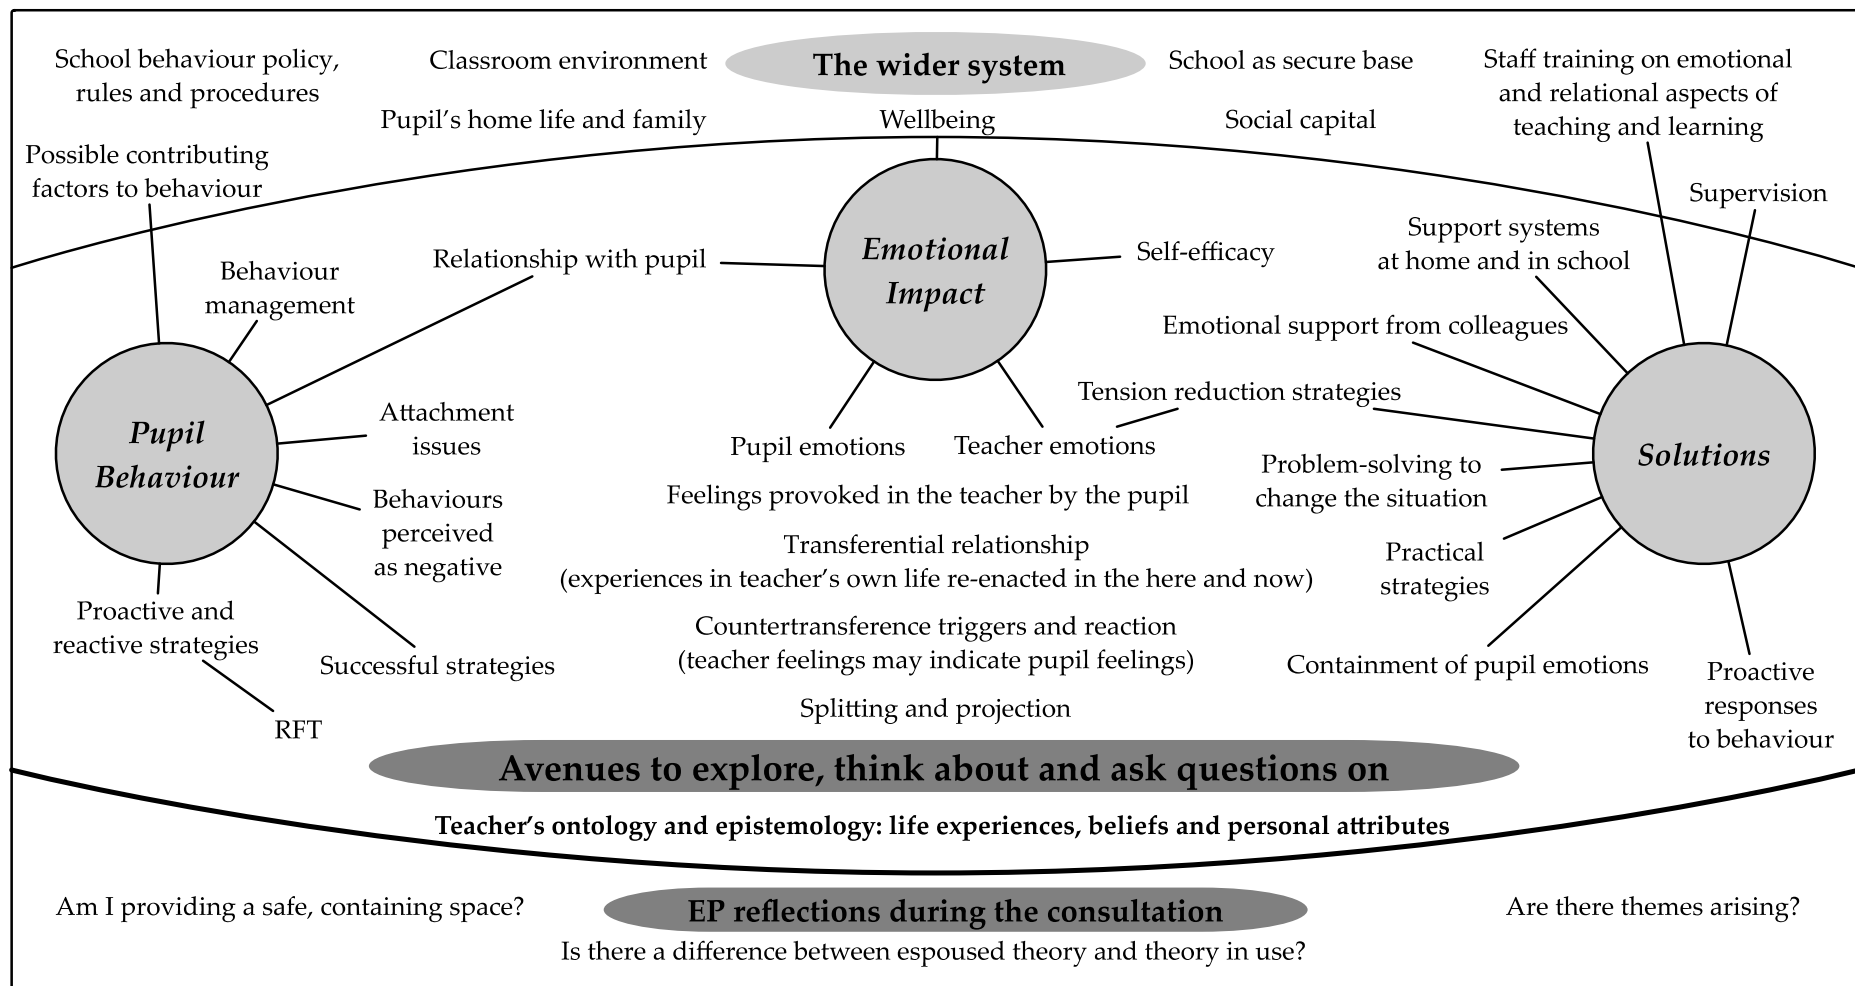 School behaviour policy,
rules and procedures
Classroom environment
The wider system
School as secure base
Staff training on emotional
and relational aspects of
teaching and learning
Pupil's home life and family
Wellbeing
Social capital
Possible contributing
factors to behaviour
Supervision
Behaviour
management
Relationship with pupil
Emotional
Impact
Self-efficacy
Support systems
at home and in school
Emotional support from colleagues
Tension reduction strategies
Pupil
Behaviour
Attachment
issues
Behaviours
perceived
as negative
Pupil emotions
Teacher emotions
Solutions
Problem-solving to
change the situation
Feelings provoked in the teacher by the pupil
Transferential relationship
(experiences in teacher's own life re-enacted in the here and now)
Practical
strategies
Proactive and
reactive strategies
Successful strategies
RFT
Countertransference triggers and reaction
(teacher feelings may indicate pupil feelings)
Containment of pupil emotions
Proactive
responses
to behaviour
Splitting and projection
Avenues to explore, think about and ask questions on
Teacher's ontology and epistemology: life experiences, beliefs and personal attributes
Am I providing a safe, containing space?
EP reflections during the consultation
Are there themes arising?
Is there a difference between espoused theory and theory in use?